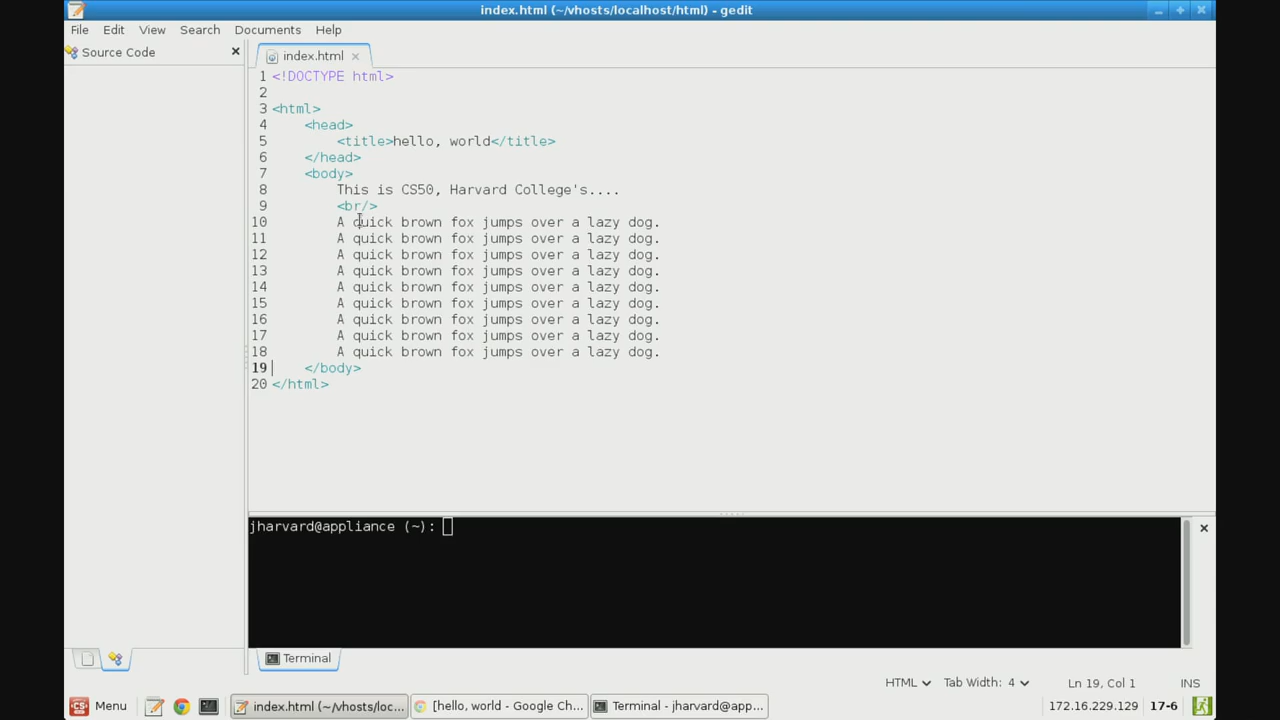 index.html (~/vhosts/localhost/html) - gedit
File Edit View Search Documents Help
Source Code
index.html
1 <!DOCTYPE html>
2
3 <html>
4 <head>
5 <title>hello, world</title>
6 </head>
7 <body>
8 This is CS50, Harvard College's....
9 <br/>
10 A quick brown fox jumps over a lazy dog.
11 A quick brown fox jumps over a lazy dog.
12 A quick brown fox jumps over a lazy dog.
13 A quick brown fox jumps over a lazy dog.
14 A quick brown fox jumps over a lazy dog.
15 A quick brown fox jumps over a lazy dog.
16 A quick brown fox jumps over a lazy dog.
17 A quick brown fox jumps over a lazy dog.
18 A quick brown fox jumps over a lazy dog.
19 </body>
20 </html>
jharvard@appliance (~):
Terminal
HTML Tab Width: 4 Ln 19, Col 1 INS
Menu index.html (~/vhosts/loc... [hello, world - Google Ch... Terminal - jharvard@app... 172.16.229.129 17-6